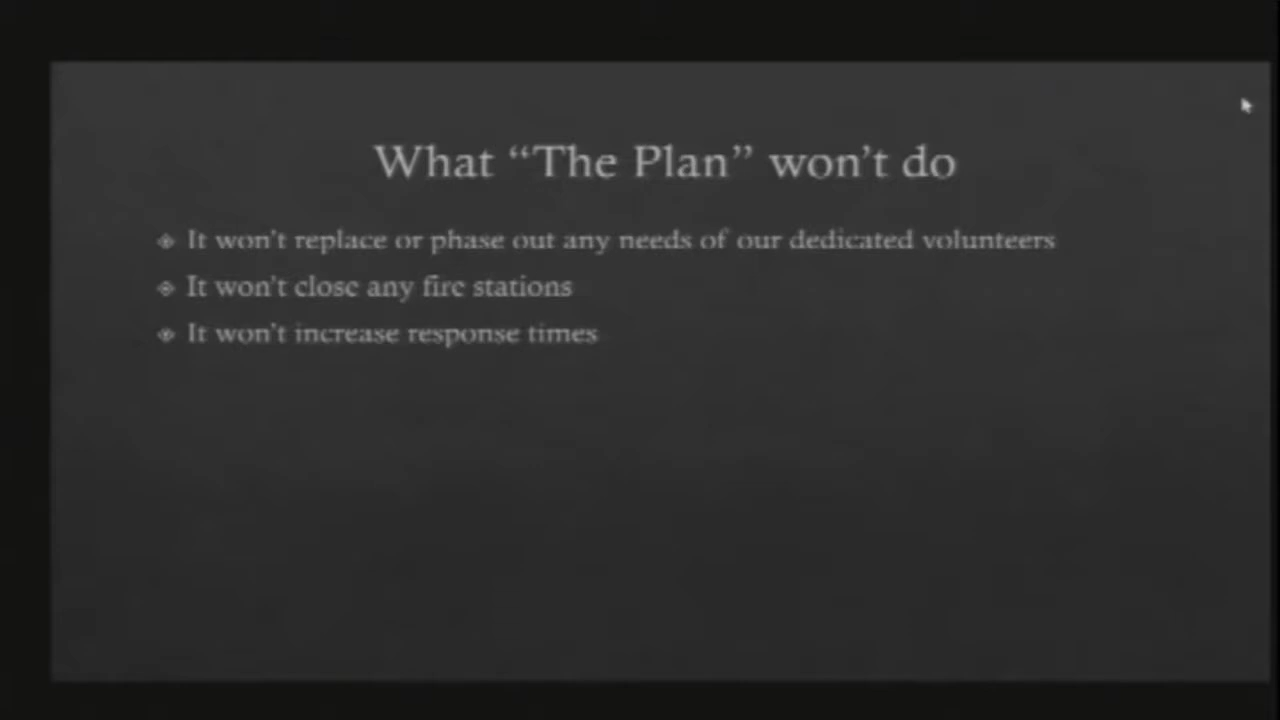 What “The Plan” won’t do
It won’t replace or phase out any needs of our dedicated volunteers
It won’t close any fire stations
It won’t increase response times